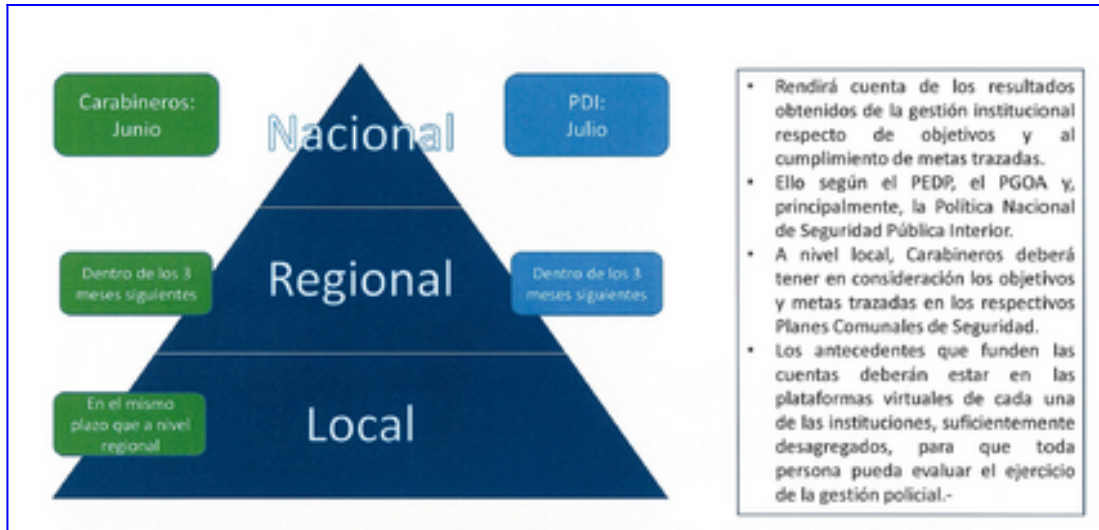 Carabineros:
Junio
Nacional
PDI:
Julio
Dentro de los 3
meses siguientes
Regional
Dentro de los 3
meses siguientes
En el mismo
plazo que a nivel
regional
Local
• Rendirá cuenta de los resultados
obtenidos de la gestión institucional
respecto de objetivos y al
cumplimiento de metas trazadas.
• Ello según el PEDP, el PGOA y,
principalmente, la Política Nacional
de Seguridad Pública Interior.
• A nivel local, Carabineros deberá
tener en consideración los objetivos
y metas trazadas en los respectivos
Planes Comunales de Seguridad.
• Los antecedentes que funden las
cuentas deberán estar en las
plataformas virtuales de cada una
de las instituciones, suficientemente
desagregados, para que toda
persona pueda evaluar el ejercicio
de la gestión policial.-